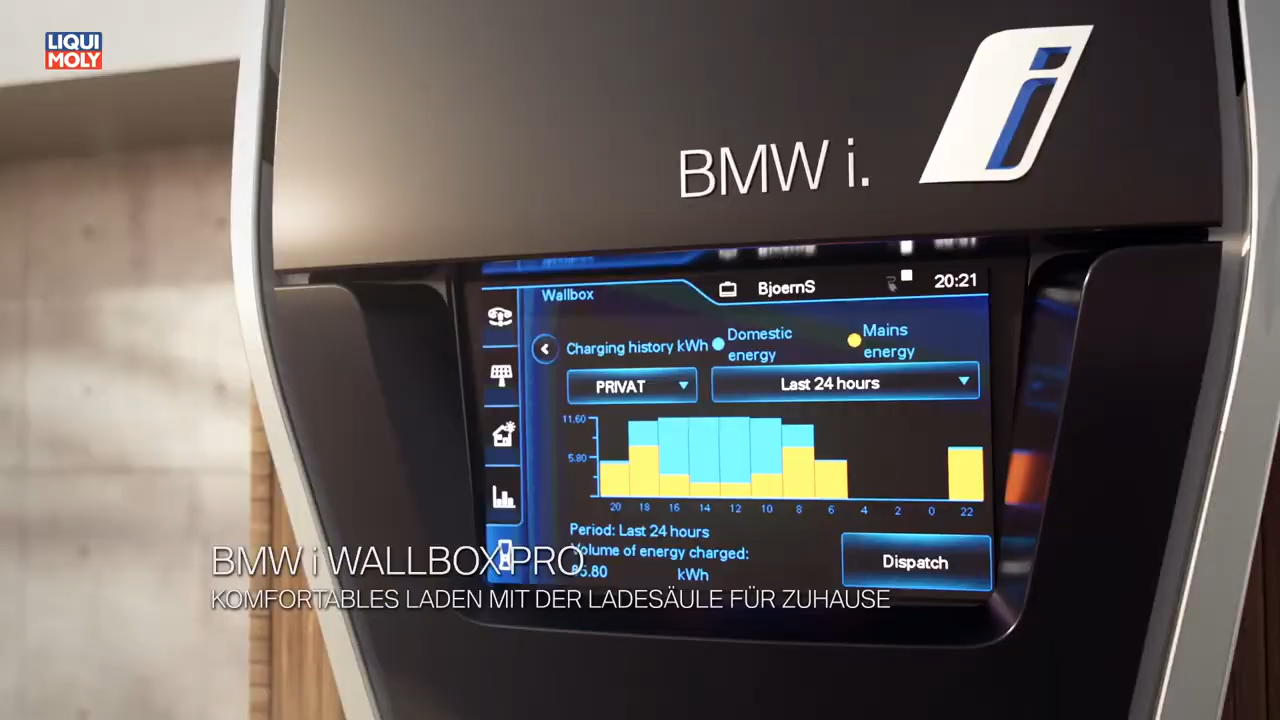 LIQUI
MOLY
BMW i.
i
Wallbox
BjoernS
20:21
Charging history kWh
Domestic
energy
Mains
energy
PRIVAT
Last 24 hours
11.60
5.80
20 18 16 14 12 10 8 6 4 2 0 22
Period: Last 24 hours
Volume of energy charged:
kWh
Dispatch
BMW i WALLBOX PRO
KOMFORTABLES LADEN MIT DER LADESÄULE FÜR ZUHAUSE